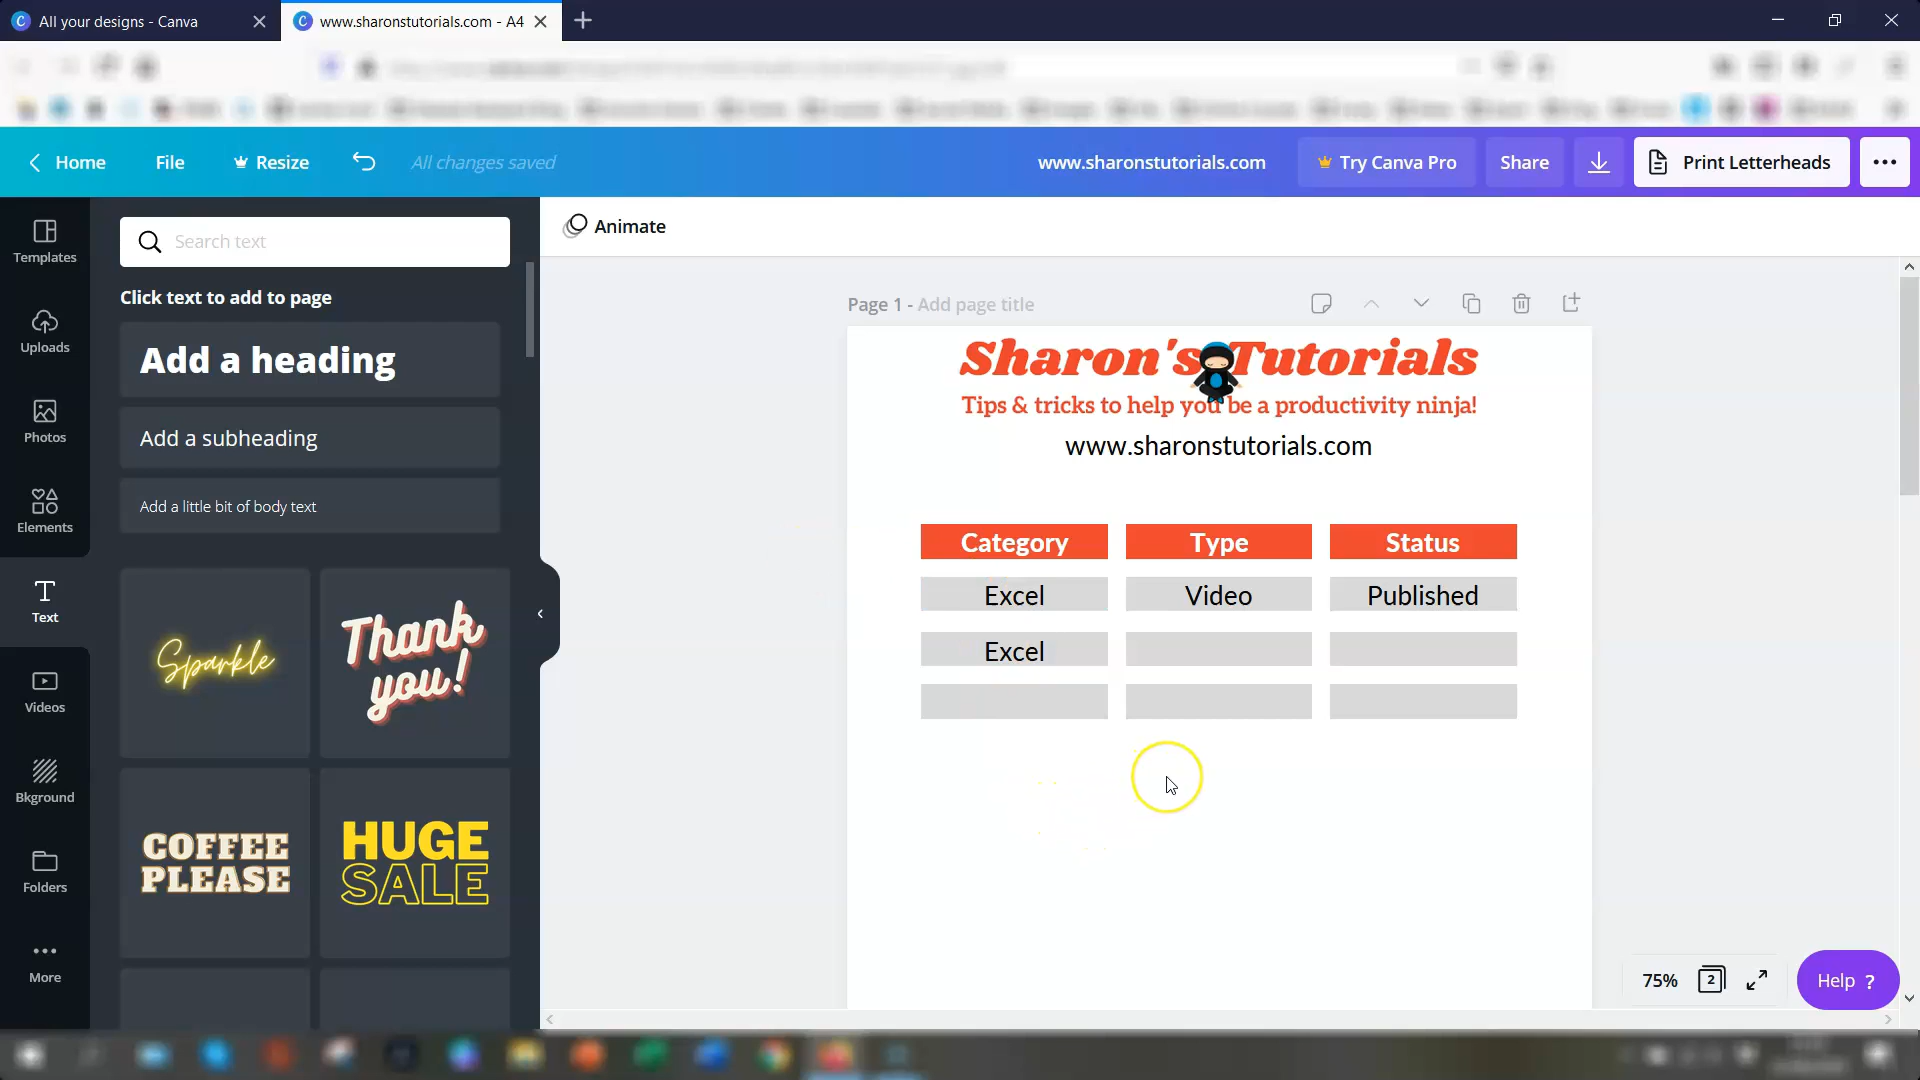 All your designs - Canva
www.sharonstutorials.com - A4
Home
File
Resize
All changes saved
www.sharonstutorials.com
Try Canva Pro
Share
Print Letterheads
Templates
Uploads
Photos
Elements
Text
Videos
Bkground
Folders
More
Search text
Click text to add to page
Add a heading
Add a subheading
Add a little bit of body text
Sparkle
Thank
you!
COFFEE
PLEASE
HUGE
SALE
Animate
Page 1 - Add page title
Sharon's Tutorials
Tips & tricks to help you be a productivity ninja!
www.sharonstutorials.com
Category Type Status
Excel Video Published
Excel
75%
2
Help ?